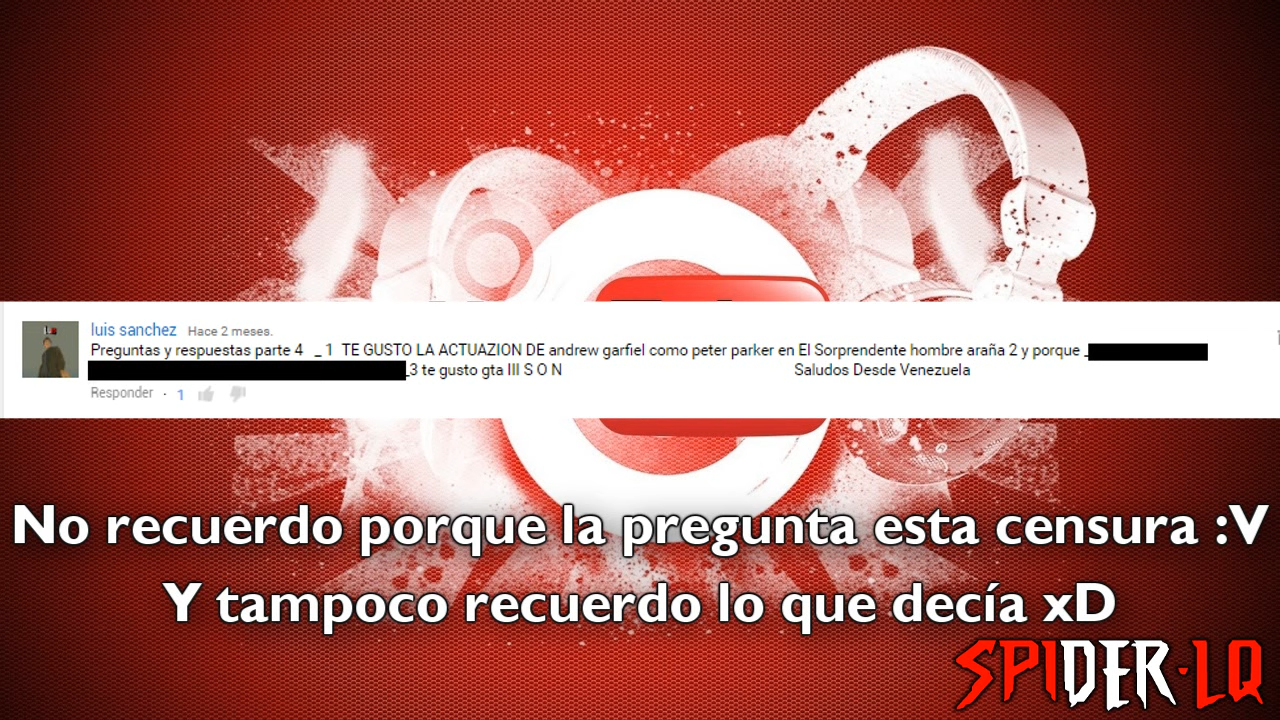 luis sanchez Hace 2 meses.
Preguntas y respuestas parte 4 _ 1 TE GUSTO LA ACTUAZION DE andrew garfiel como peter parker en El Sorprendente hombre araña 2 y porque _
_3 te gusto gta III S O N Saludos Desde Venezuela
Responder · 1
No recuerdo porque la pregunta esta censura :V
Y tampoco recuerdo lo que decía xD
SPIDER-LQ